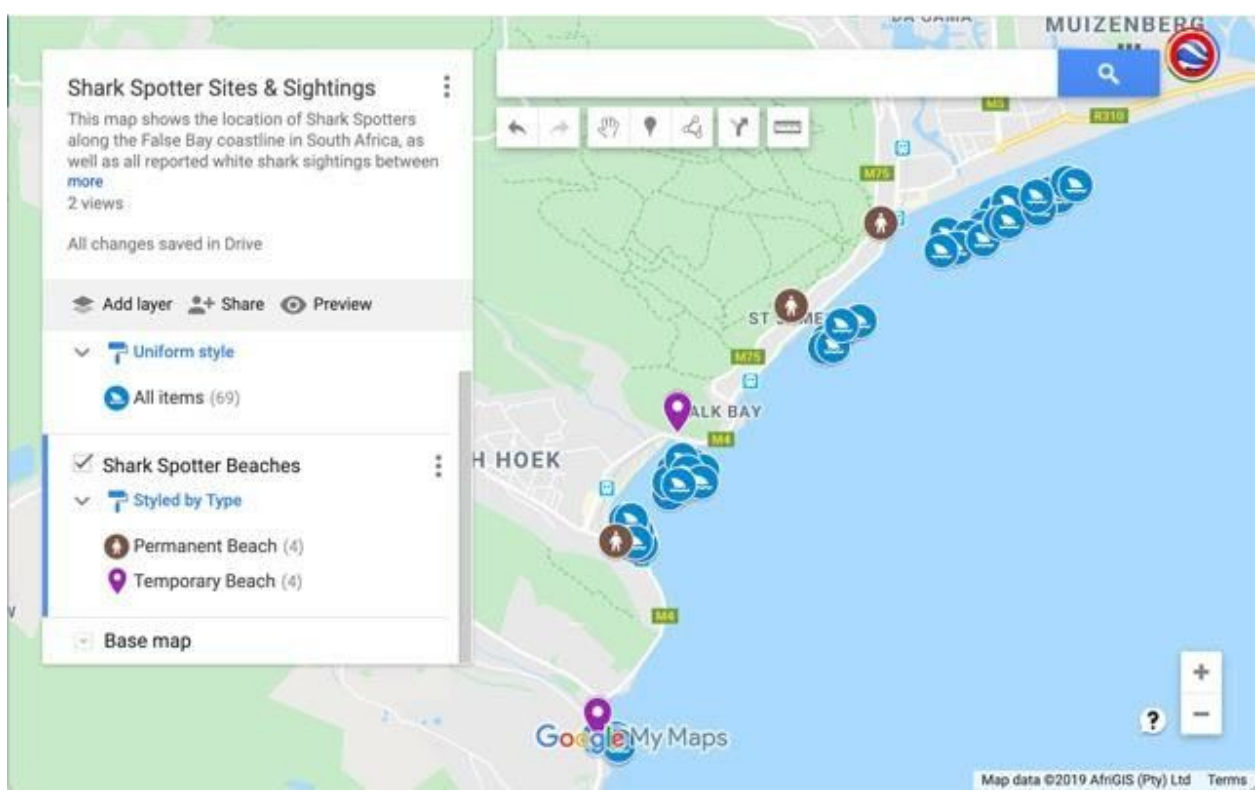 DA GAMA
MUIZENBERG
Shark Spotter Sites & Sightings
This map shows the location of Shark Spotters
along the False Bay coastline in South Africa, as
well as all reported white shark sightings between
more
2 views
All changes saved in Drive
Add layer
Share
Preview
Uniform style
All items (69)
Shark Spotter Beaches
Styled by Type
Permanent Beach (4)
Temporary Beach (4)
Base map
M5
R310
M75
ST
M75
ALK BAY
M4
H HOEK
M4
Google My Maps
?
+
−
Map data ©2019 AfriGIS (Pty) Ltd Terms